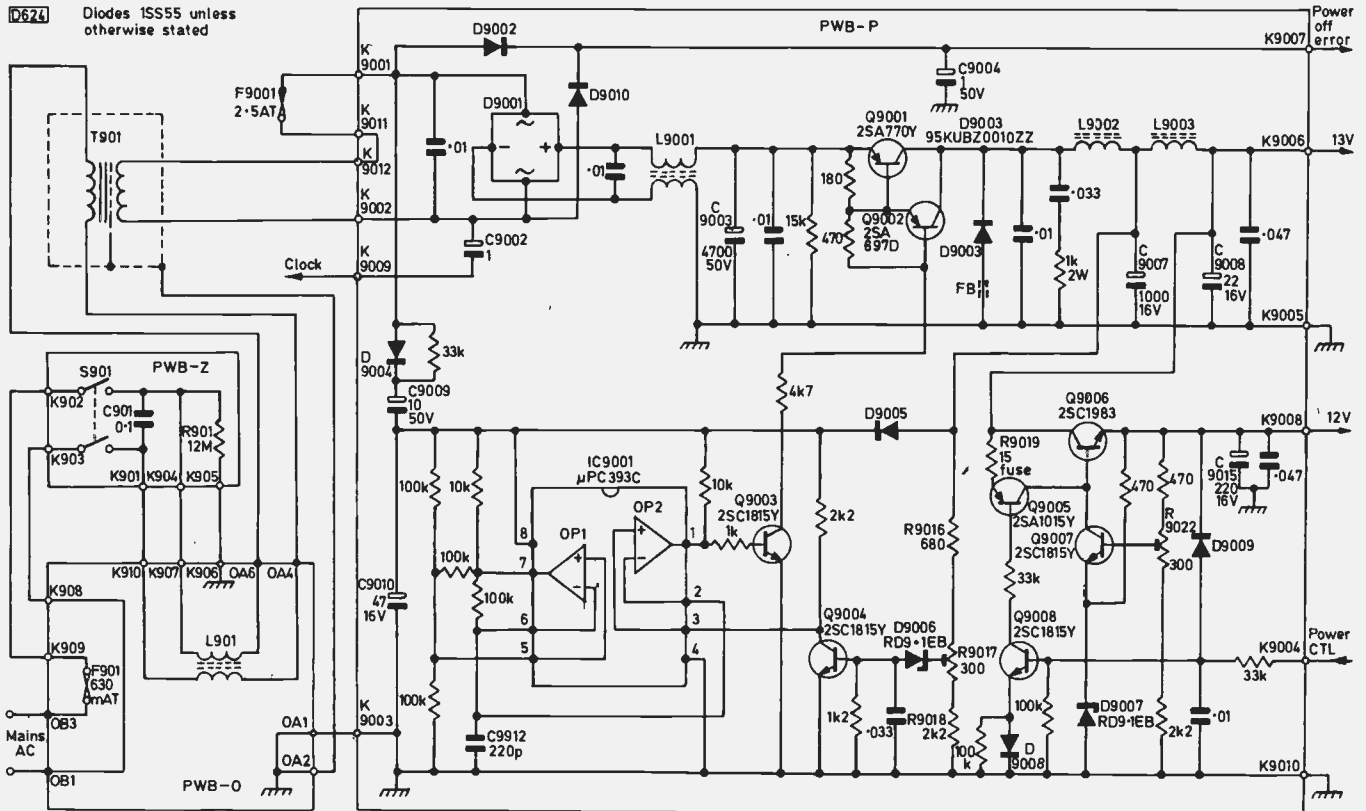 D624
Diodes 1SS55 unless
otherwise stated
PWB-P
Power
off
error
K9007
K
9001
D9002
F9001
2·5AT
K
9011
D9001
D9010
C9004
1
50V
Q9001
2SA770Y
D9003
95KUBZ0010ZZ
L9002
L9003
K9006
13V
T901
K
9012
·01
~
-
+
~
·01
L9001
180
·033
K
9002
C9002
1
C
9003
4700
50V
·01
15k
470
Q9002
2SA
697D
D9003
·01
1k
2W
C
9007
1000
16V
C
9008
22
16V
·047
K
9009
Clock
FB
K9005
D
9004
33k
PWB-Z
S901
K902
C901
0·1
R901
12M
K903
K901
K904
K905
C9009
10
50V
4k7
D9005
Q9006
2SC1983
K9008
12V
R9019
15
fuse
C
9015
220
16V
·047
100k
10k
IC9001
µPC393C
OP1
OP2
8
7
6
5
1
2
3
4
+
-
+
-
10k
Q9003
2SC1815Y
1k
2k2
R9016
680
Q9005
2SA1015Y
Q9007
2SC1815Y
470
470
R
9022
300
D9009
K910
K907
K906
OA6
OA4
K908
100k
100k
C9010
47
16V
33k
Q9004
2SC1815Y
D9006
RD9·1EB
R9017
300
Q9008
2SC1815Y
Power
CTL
K9004
33k
K909
L901
F901
630
mAT
OB3
Mains
AC
OB1
PWB-O
OA1
OA2
K
9003
100k
C9912
220p
1k2
·033
R9018
2k2
100
k
D
9008
100k
D9007
RD9·1EB
2k2
·01
K9010